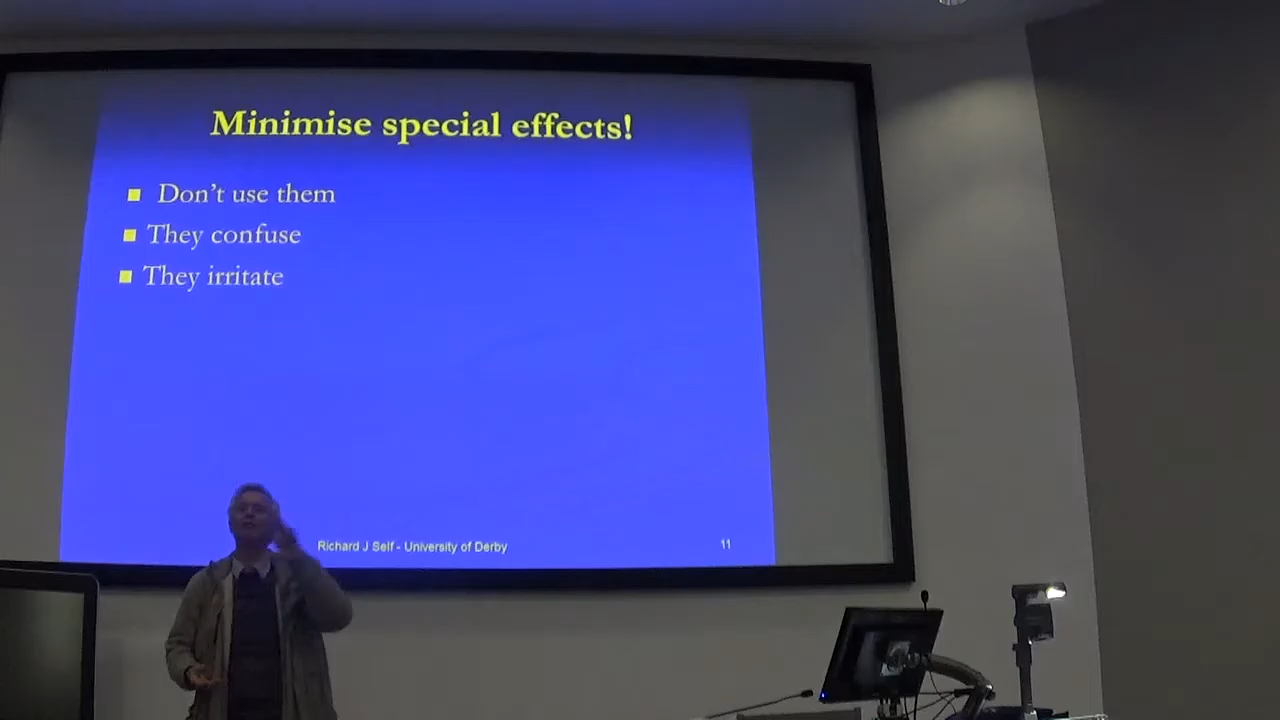 Minimise special effects!
Don't use them
They confuse
They irritate
Richard J Self - University of Derby
11